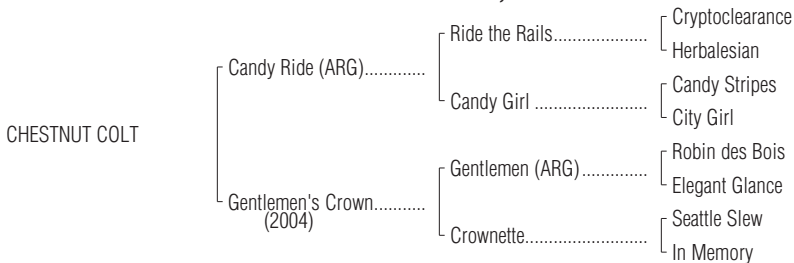 Cryptoclearance
Ride the Rails.....................
Herbalesian
Candy Ride (ARG).............
Candy Stripes
Candy Girl .........................
City Girl
CHESTNUT COLT
Robin des Bois
Gentlemen (ARG)..............
Elegant Glance
Gentlemen's Crown...........
(2004)
Seattle Slew
Crownette...........................
In Memory